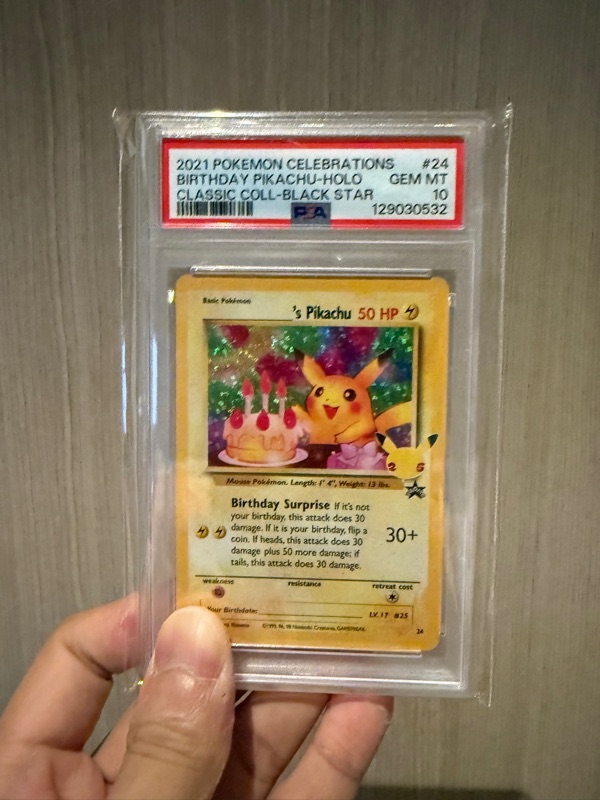 2021 POKEMON CELEBRATIONS #24
BIRTHDAY PIKACHU-HOLO GEM MT
CLASSIC COLL-BLACK STAR 10
PSA 129030532
Basic Pokémon
's Pikachu 50 HP
25
Mouse Pokémon. Length: 1' 4", Weight: 13 lbs.
Birthday Surprise If it's not
your birthday, this attack does 30
damage. If it is your birthday, flip a
coin. If heads, this attack does 30
damage plus 50 more damage; if
tails, this attack does 30 damage.
30+
weakness resistance retreat cost
Your Birthdate: LV. 17 #25
24